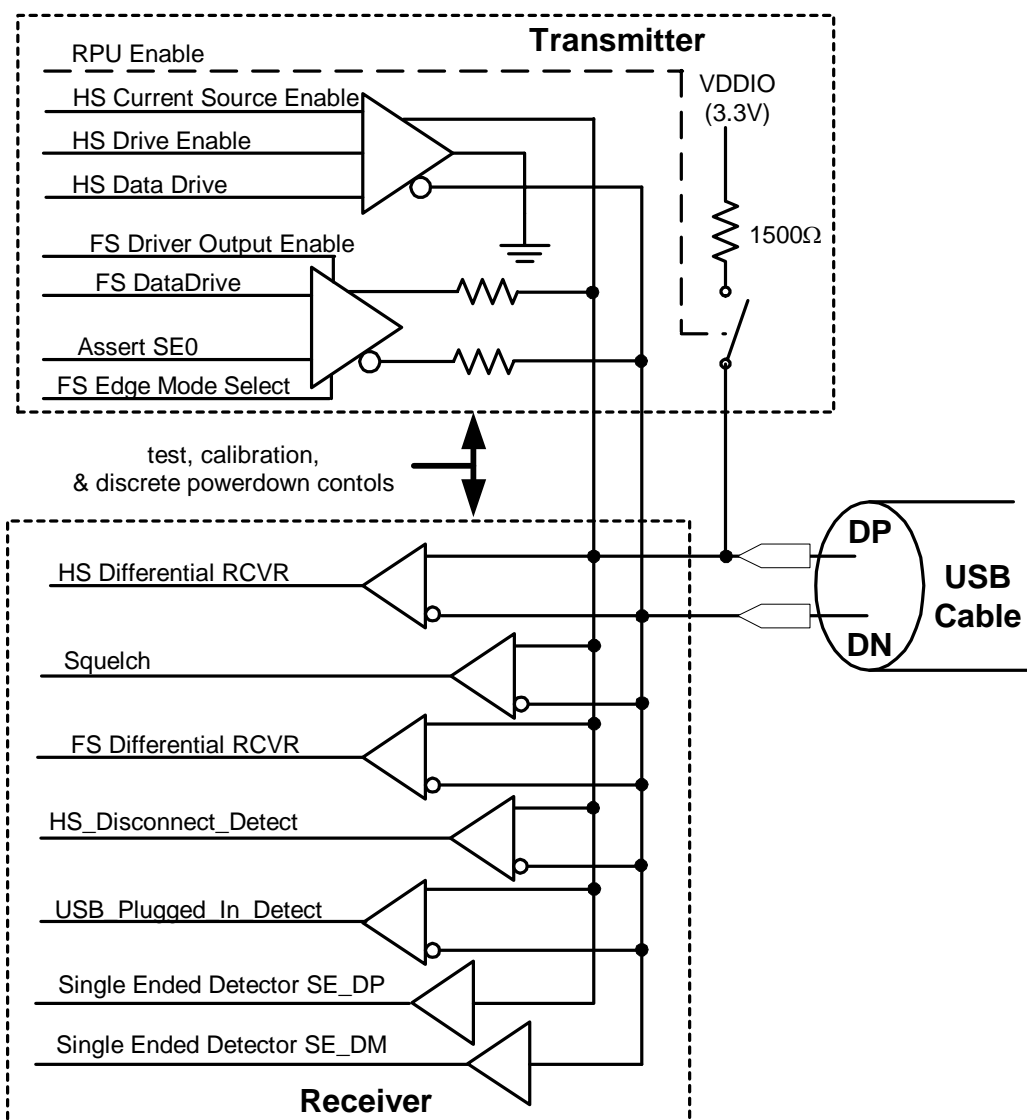 Transmitter
RPU Enable
VDDIO
(3.3V)
HS Current Source Enable
HS Drive Enable
HS Data Drive
1500Ω
FS Driver Output Enable
FS DataDrive
Assert SE0
FS Edge Mode Select
test, calibration,
& discrete powerdown contols
DP
DN
USB
Cable
HS Differential RCVR
Squelch
FS Differential RCVR
HS_Disconnect_Detect
USB_Plugged_In_Detect
Single Ended Detector SE_DP
Single Ended Detector SE_DM
Receiver